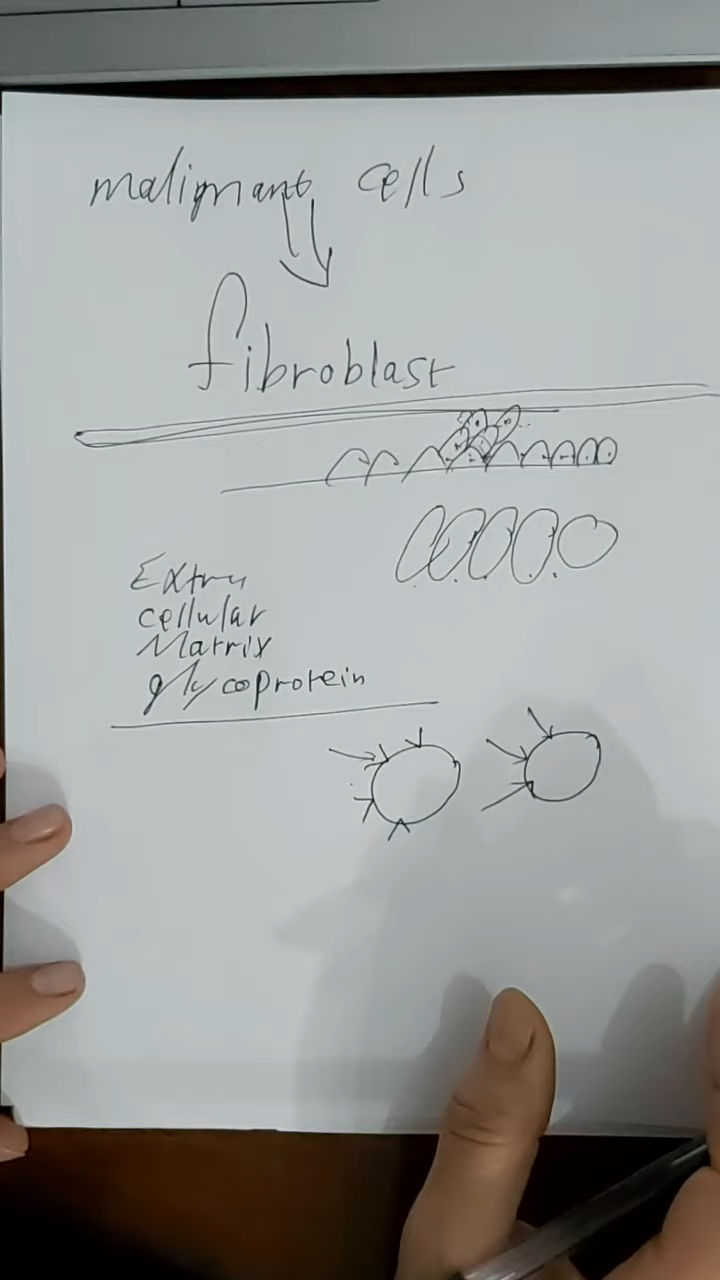 malignant cells
fibroblast
Extra
cellular
Matrix
glycoprotein